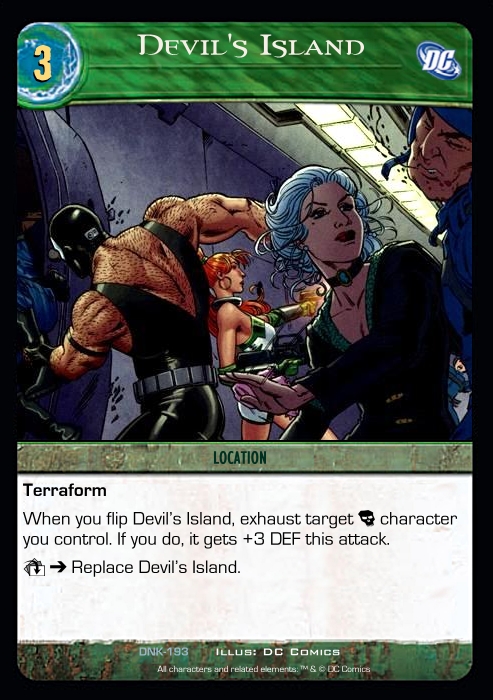 3
Devil's Island
DC
LOCATION
Terraform
When you flip Devil's Island, exhaust target character
you control. If you do, it gets +3 DEF this attack.
➔ Replace Devil's Island.
DNK-193 Illus: DC Comics
All characters and related elements: ™ & © DC Comics